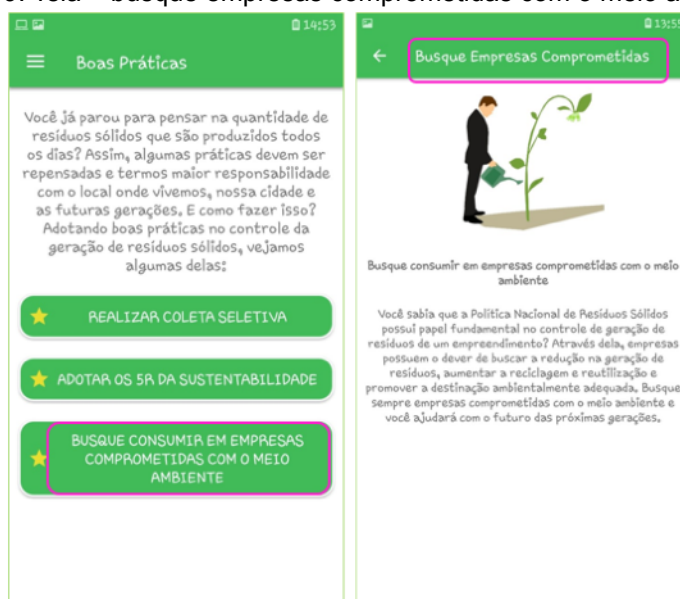 busque empresas comprometidas com o meio a
14:53
Boas Práticas
Você já parou para pensar na quantidade de
resíduos sólidos que são produzidos todos
os dias? Assim, algumas práticas devem ser
repensadas e termos maior responsabilidade
com o local onde vivemos, nossa cidade e
as futuras gerações. E como fazer isso?
Adotando boas práticas no controle da
geração de resíduos sólidos, vejamos
algumas delas:
REALIZAR COLETA SELETIVA
ADOTAR OS 5R DA SUSTENTABILIDADE
BUSQUE CONSUMIR EM EMPRESAS
COMPROMETIDAS COM O MEIO
AMBIENTE
13:55
Busque Empresas Comprometidas
Busque consumir em empresas comprometidas com o meio
ambiente
Você sabia que a Política Nacional de Resíduos Sólidos
possui papel fundamental no controle de geração de
resíduos de um empreendimento? Através dela, empresas
possuem o dever de buscar a redução na geração de
resíduos, aumentar a reciclagem e reutilização e
promover a destinação ambientalmente adequada. Busque
sempre empresas comprometidas com o meio ambiente e
você ajudará com o futuro das próximas gerações.